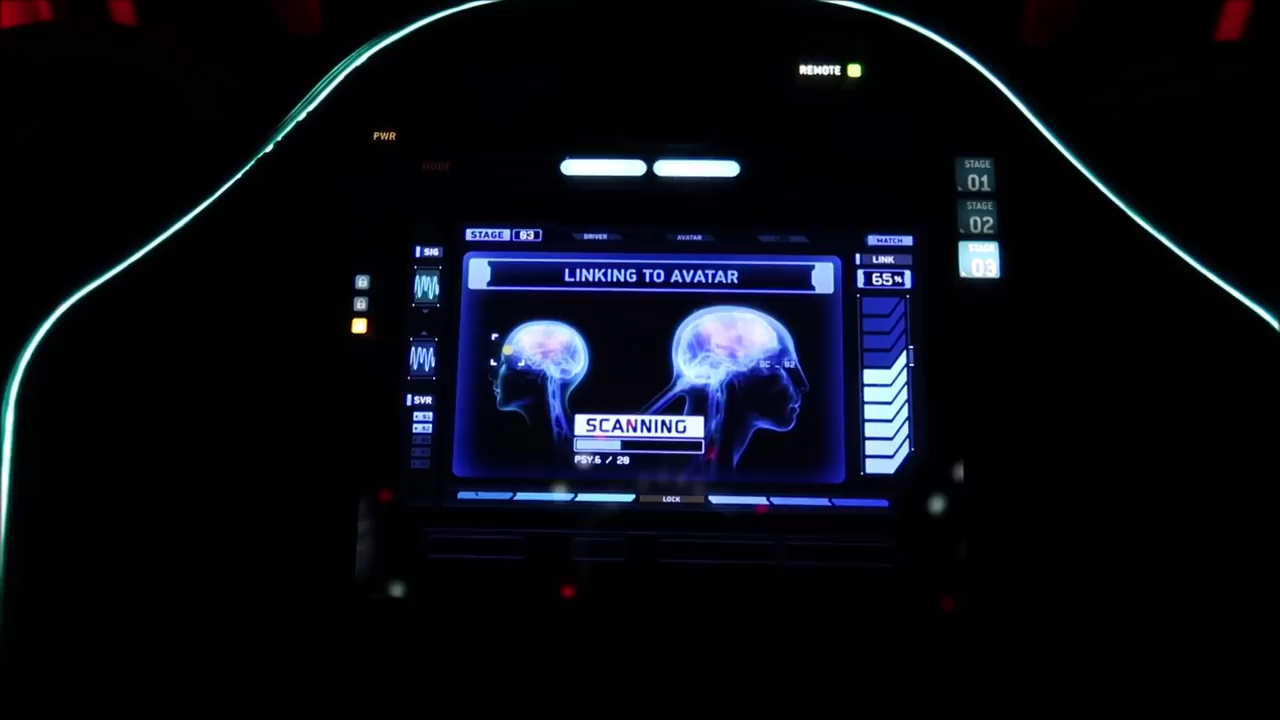 REMOTE
PWR
MODE
STAGE
01
STAGE
02
STAGE
03
STAGE 03
DRIVER
AVATAR
MATCH
SIG
LINK
65%
LINKING TO AVATAR
SVR
SCANNING
PSY.6 / 20
LOCK